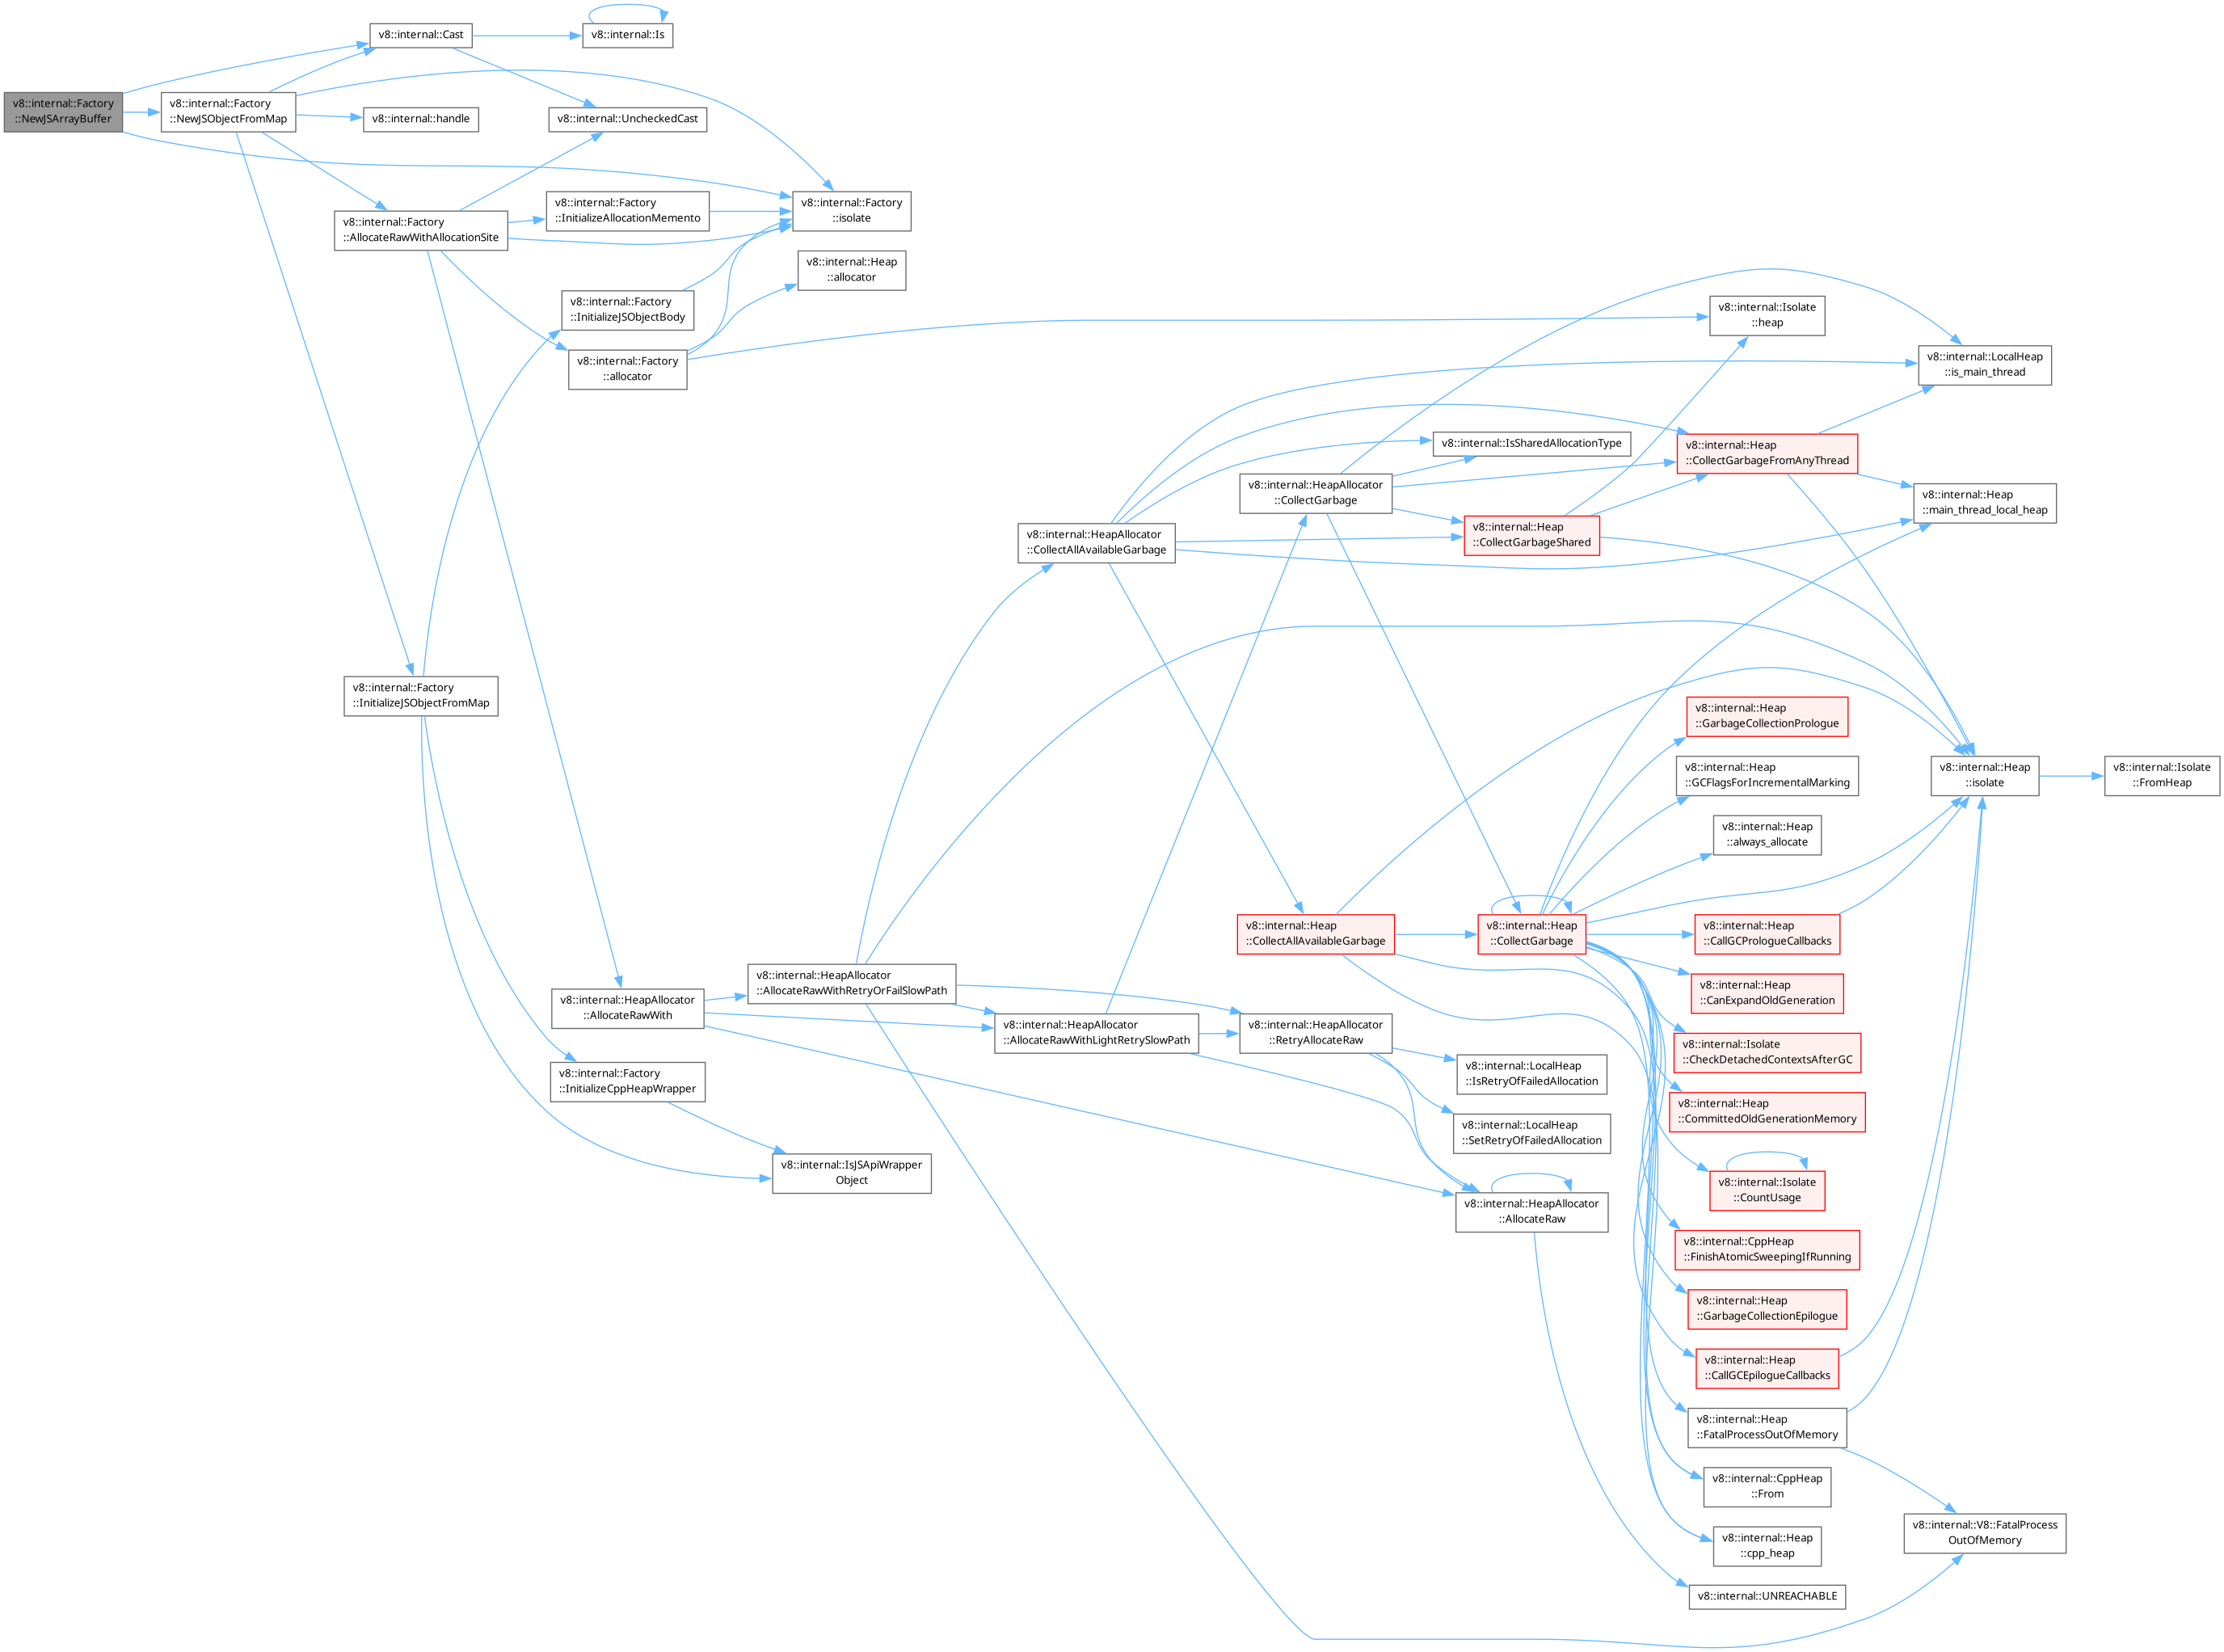 v8::internal::Factory
::NewJSArrayBuffer
v8::internal::Cast
v8::internal::Is
v8::internal::Factory
::NewJSObjectFromMap
v8::internal::handle
v8::internal::UncheckedCast
v8::internal::Factory
::AllocateRawWithAllocationSite
v8::internal::Factory
::InitializeAllocationMemento
v8::internal::Factory
::isolate
v8::internal::Heap
::allocator
v8::internal::Factory
::InitializeJSObjectBody
v8::internal::Factory
::allocator
v8::internal::Isolate
::heap
v8::internal::LocalHeap
::is_main_thread
v8::internal::IsSharedAllocationType
v8::internal::Heap
::CollectGarbageFromAnyThread
v8::internal::HeapAllocator
::CollectGarbage
v8::internal::Heap
::main_thread_local_heap
v8::internal::HeapAllocator
::CollectAllAvailableGarbage
v8::internal::Heap
::CollectGarbageShared
v8::internal::Factory
::InitializeJSObjectFromMap
v8::internal::Heap
::GarbageCollectionPrologue
v8::internal::Heap
::GCFlagsForIncrementalMarking
v8::internal::Heap
::isolate
v8::internal::Isolate
::FromHeap
v8::internal::Heap
::always_allocate
v8::internal::Heap
::CollectAllAvailableGarbage
v8::internal::Heap
::CollectGarbage
v8::internal::Heap
::CallGCPrologueCallbacks
v8::internal::HeapAllocator
::AllocateRawWithRetryOrFailSlowPath
v8::internal::Heap
::CanExpandOldGeneration
v8::internal::HeapAllocator
::AllocateRawWith
v8::internal::HeapAllocator
::AllocateRawWithLightRetrySlowPath
v8::internal::HeapAllocator
::RetryAllocateRaw
v8::internal::Isolate
::CheckDetachedContextsAfterGC
v8::internal::LocalHeap
::IsRetryOfFailedAllocation
v8::internal::Factory
::InitializeCppHeapWrapper
v8::internal::Heap
::CommittedOldGenerationMemory
v8::internal::LocalHeap
::SetRetryOfFailedAllocation
v8::internal::IsJSApiWrapper
Object
v8::internal::Isolate
::CountUsage
v8::internal::HeapAllocator
::AllocateRaw
v8::internal::CppHeap
::FinishAtomicSweepingIfRunning
v8::internal::Heap
::GarbageCollectionEpilogue
v8::internal::Heap
::CallGCEpilogueCallbacks
v8::internal::Heap
::FatalProcessOutOfMemory
v8::internal::CppHeap
::From
v8::internal::V8::FatalProcess
OutOfMemory
v8::internal::Heap
::cpp_heap
v8::internal::UNREACHABLE